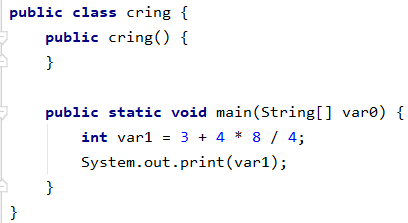 public class cring {
    public cring() {
    }

    public static void main(String[] var0) {
        int var1 = 3 + 4 * 8 / 4;
        System.out.print(var1);
    }
}